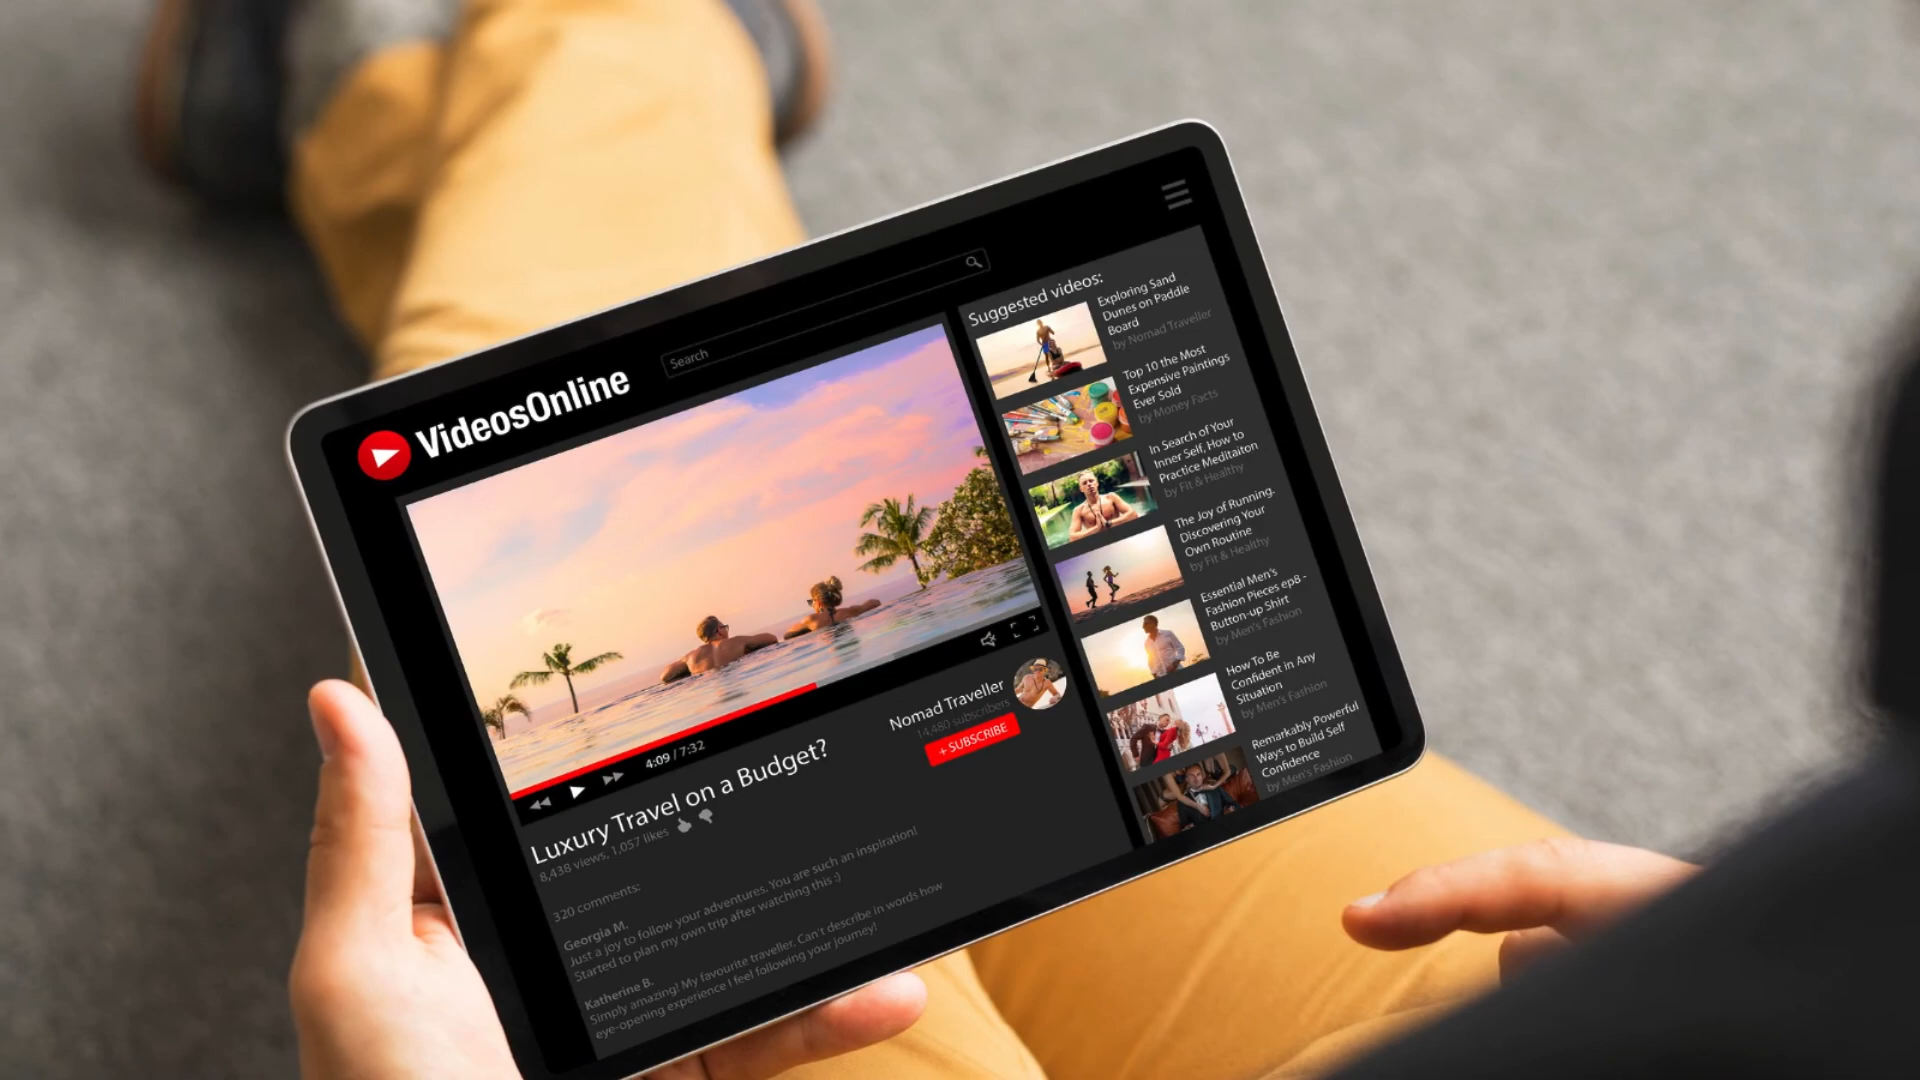 VideosOnline
Search
4:09 / 7:32
Luxury Travel on a Budget?
8,438 views, 1,057 likes
Nomad Traveller
14,480 subscribers
+ SUBSCRIBE
320 comments:
Georgia M.
Just a joy to follow your adventures. You are such an inspiration!
Started to plan my own trip after watching this :)
Katherine B.
Simply amazing! My favourite traveller. Can't describe in words how
eye-opening experience I feel following your journey!
Suggested videos:
Exploring Sand
Dunes on Paddle
Board
by Nomad Traveller
Top 10 the Most
Expensive Paintings
Ever Sold
by Money Facts
In Search of Your
Inner Self, How to
Practice Meditaiton
by Fit & Healthy
The Joy of Running.
Discovering Your
Own Routine
by Fit & Healthy
Essential Men's
Fashion Pieces ep8 -
Button-up Shirt
by Men's Fashion
How To Be
Confident in Any
Situation
by Men's Fashion
Remarkably Powerful
Ways to Build Self
Confidence
by Men's Fashion